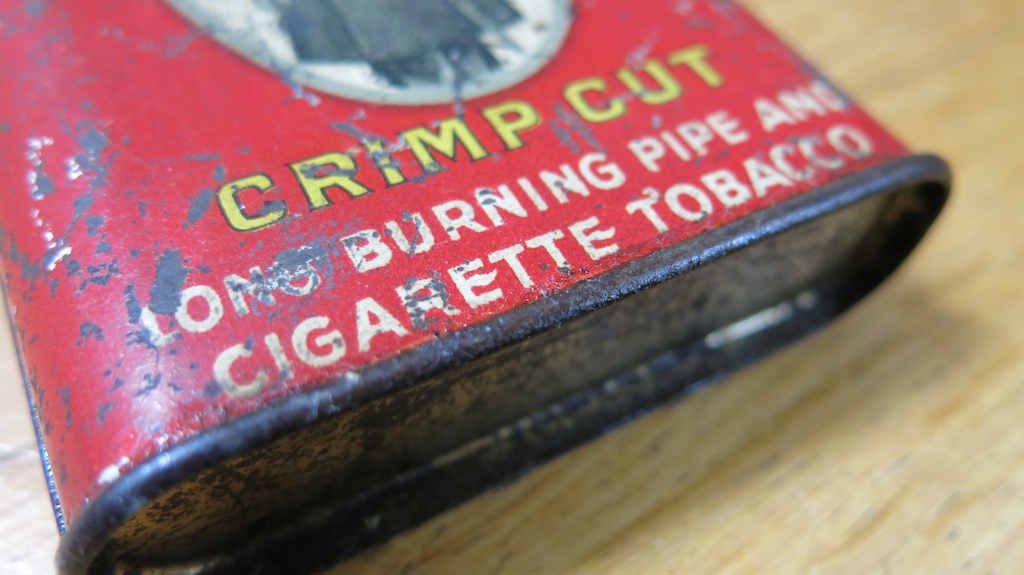 CRIMP CUT
LONG BURNING PIPE AND
CIGARETTE TOBACCO